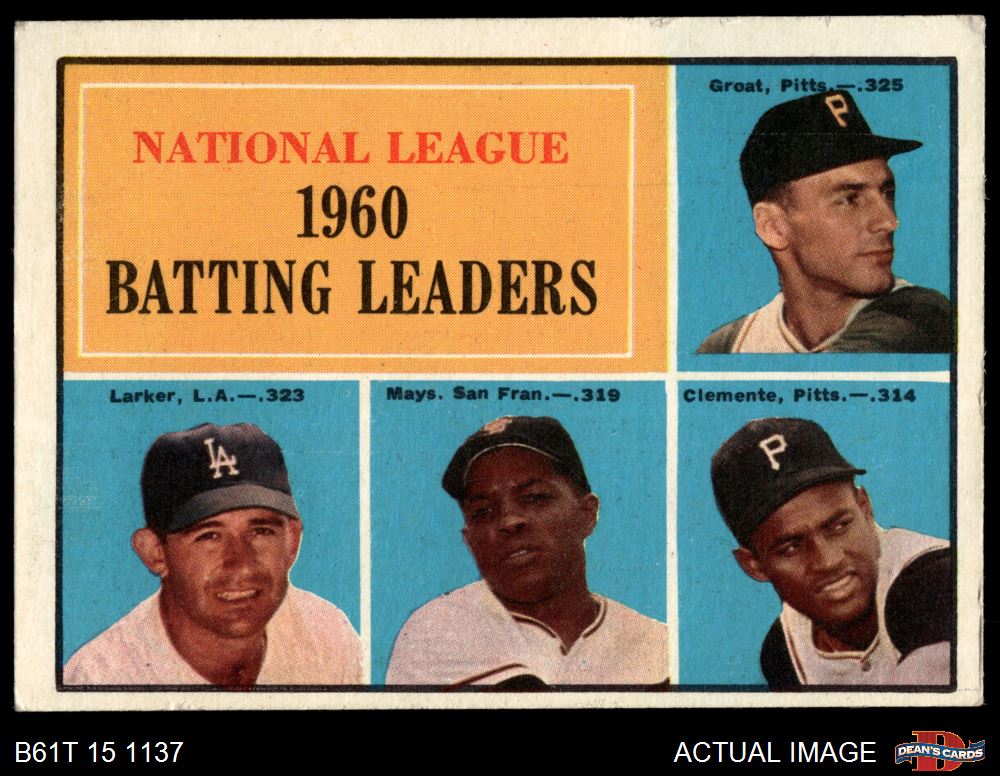 NATIONAL LEAGUE
1960
BATTING LEADERS
Groat, Pitts.—.325
P
Larker, L.A.—.323
LA
Mays. San Fran.—.319
SF
Clemente, Pitts.—.314
P
B61T 15 1137
ACTUAL IMAGE
D
DEAN'S CARDS